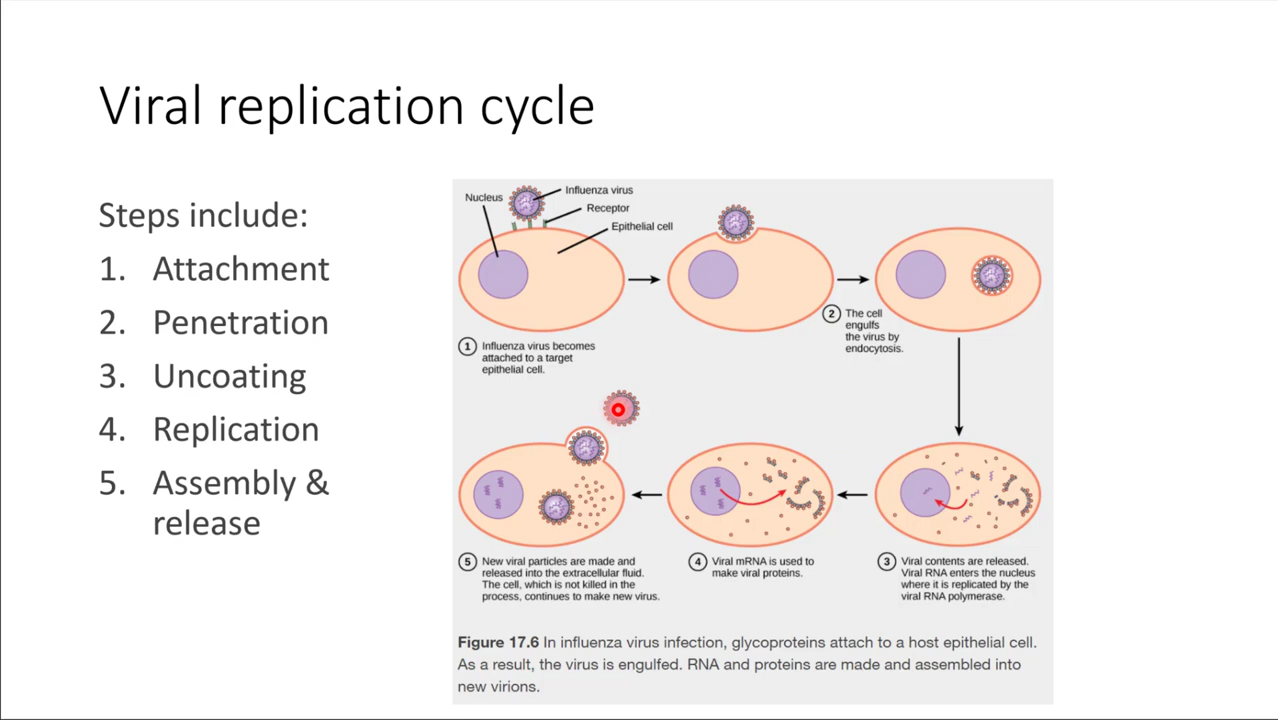 Viral replication cycle
Steps include:
1. Attachment
2. Penetration
3. Uncoating
4. Replication
5. Assembly &
release
Nucleus
Influenza virus
Receptor
Epithelial cell
1 Influenza virus becomes
attached to a target
epithelial cell.
2 The cell
engulfs
the virus by
endocytosis.
3 Viral contents are released.
Viral RNA enters the nucleus
where it is replicated by the
viral RNA polymerase.
4 Viral mRNA is used to
make viral proteins.
5 New viral particles are made and
released into the extracellular fluid.
The cell, which is not killed in the
process, continues to make new virus.
Figure 17.6 In influenza virus infection, glycoproteins attach to a host epithelial cell.
As a result, the virus is engulfed. RNA and proteins are made and assembled into
new virions.